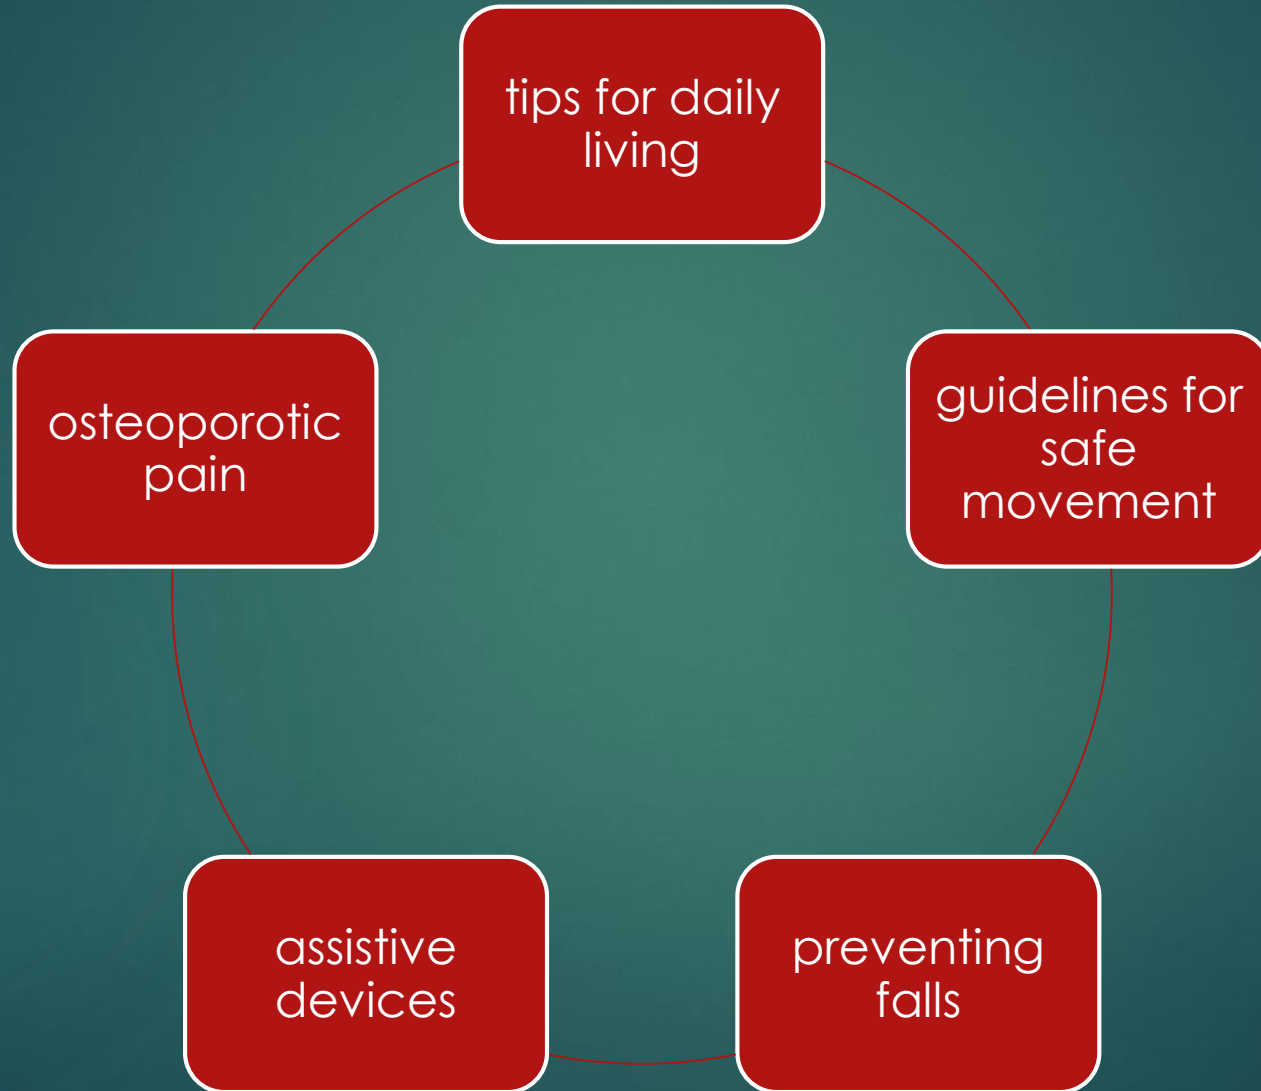 tips for daily
living
guidelines for
safe
movement
preventing
falls
assistive
devices
osteoporotic
pain